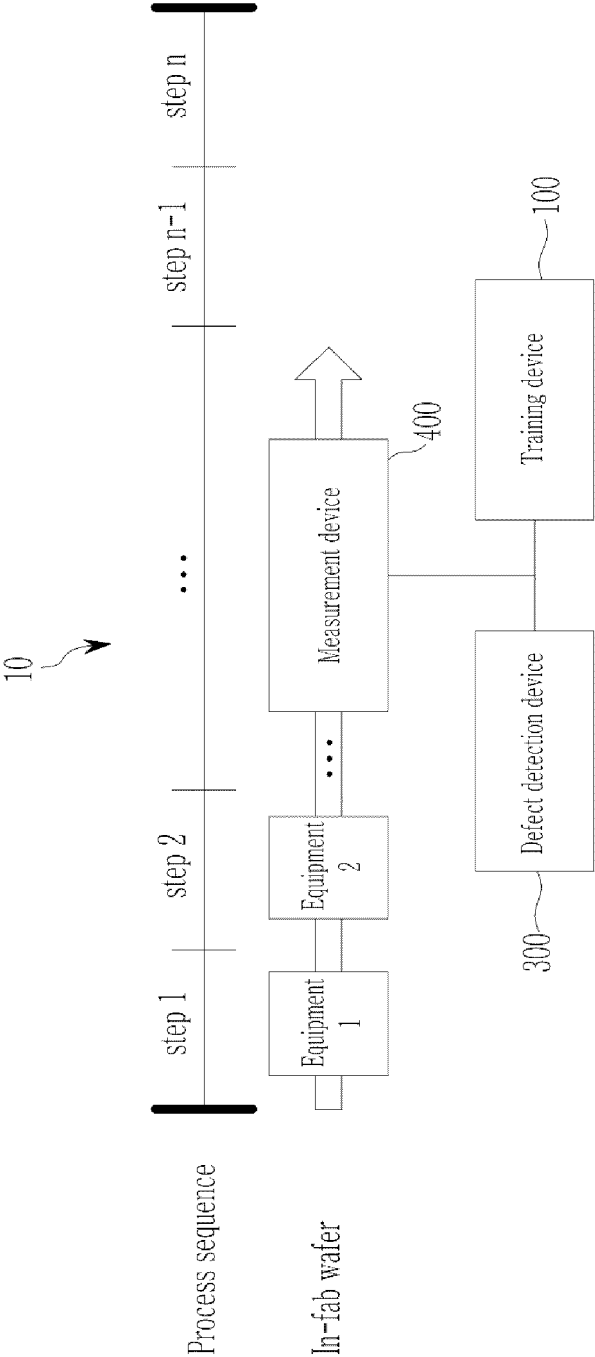 10
Process sequence
step 1
step 2
...
step n-1
step n
In-fab wafer
Equipment
1
Equipment
2
...
Measurement device
400
Defect detection device
300
Training device
100